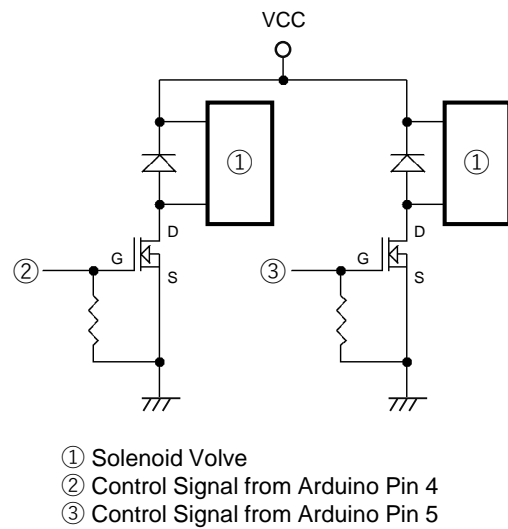 VCC
① ①
D D
G G
② ③
S S
① Solenoid Volve
② Control Signal from Arduino Pin 4
③ Control Signal from Arduino Pin 5